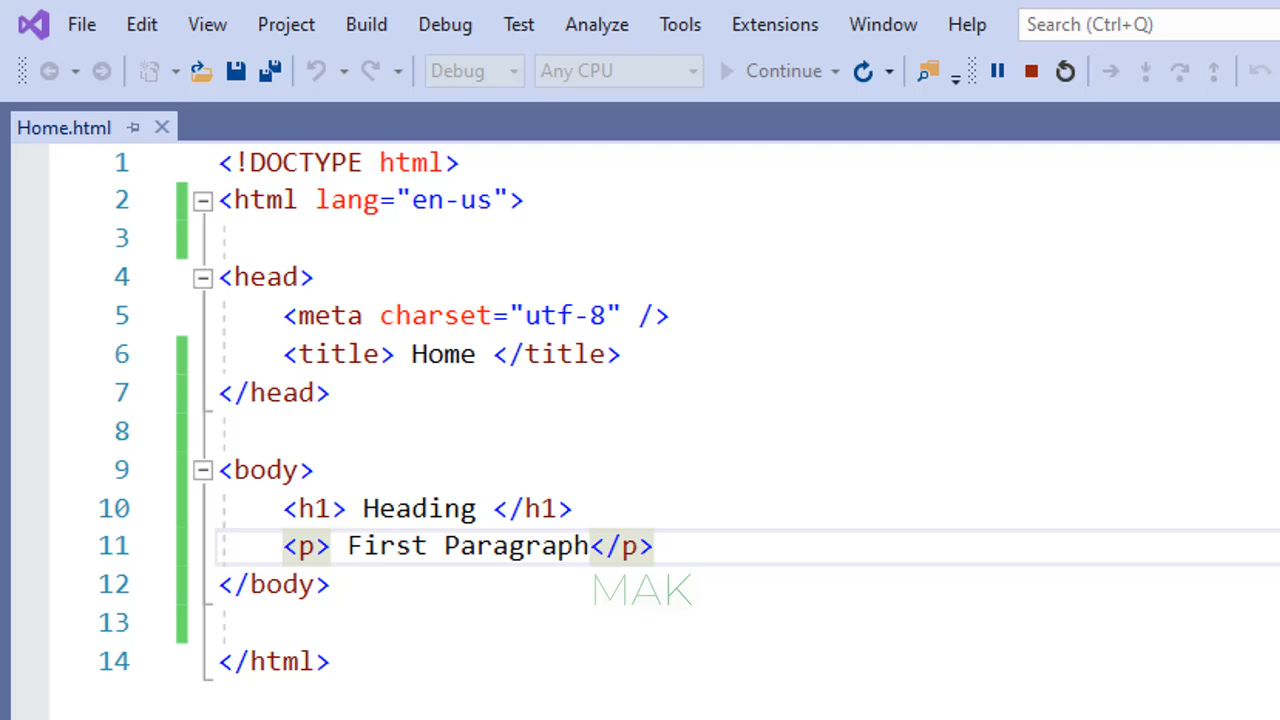 File Edit View Project Build Debug Test Analyze Tools Extensions Window Help Search (Ctrl+Q)
Debug Any CPU Continue
Home.html
1 <!DOCTYPE html>
2 <html lang="en-us">
3
4 <head>
5 <meta charset="utf-8" />
6 <title> Home </title>
7 </head>
8
9 <body>
10 <h1> Heading </h1>
11 <p> First Paragraph</p>
12 </body>
MAK
13
14 </html>